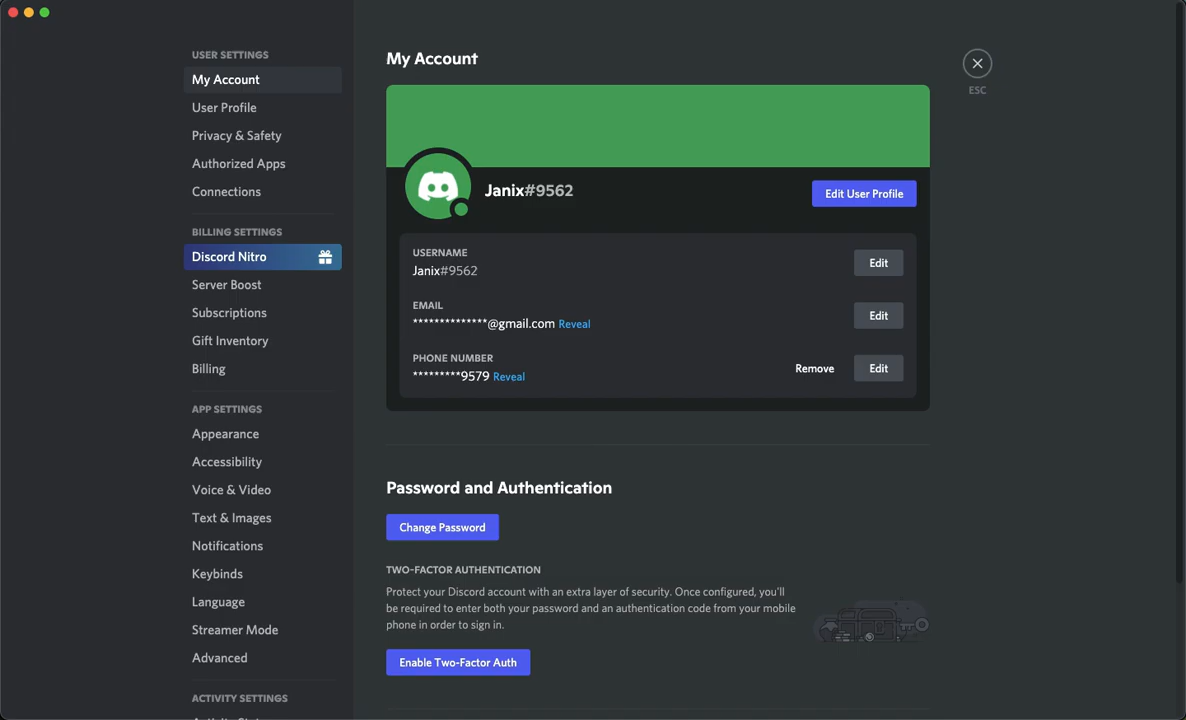 USER SETTINGS
My Account
User Profile
Privacy & Safety
Authorized Apps
Connections
BILLING SETTINGS
Discord Nitro
Server Boost
Subscriptions
Gift Inventory
Billing
APP SETTINGS
Appearance
Accessibility
Voice & Video
Text & Images
Notifications
Keybinds
Language
Streamer Mode
Advanced
ACTIVITY SETTINGS
My Account
ESC
Janix#9562
Edit User Profile
USERNAME
Janix#9562
Edit
EMAIL
**************@gmail.com Reveal
Edit
PHONE NUMBER
*********9579 Reveal
Remove
Edit
Password and Authentication
Change Password
TWO-FACTOR AUTHENTICATION
Protect your Discord account with an extra layer of security. Once configured, you'll
be required to enter both your password and an authentication code from your mobile
phone in order to sign in.
Enable Two-Factor Auth